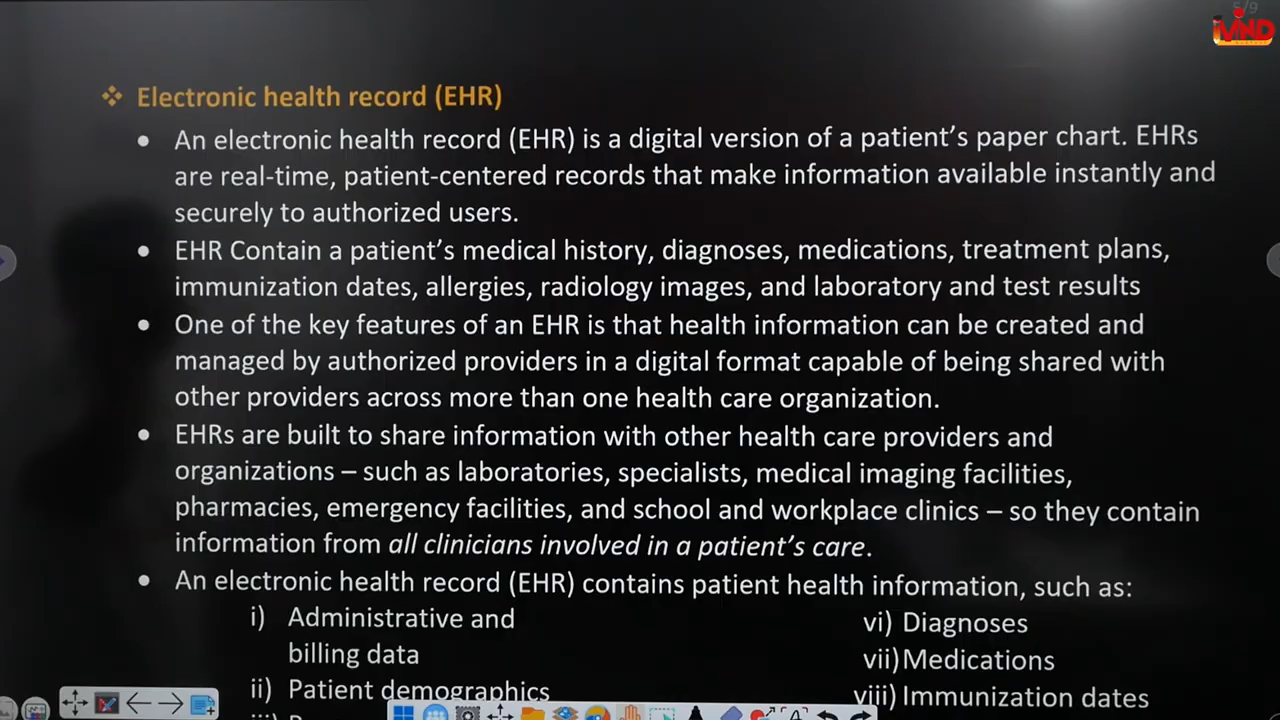 5/9
iMIND
❖ Electronic health record (EHR)
• An electronic health record (EHR) is a digital version of a patient’s paper chart. EHRs
are real-time, patient-centered records that make information available instantly and
securely to authorized users.
• EHR Contain a patient’s medical history, diagnoses, medications, treatment plans,
immunization dates, allergies, radiology images, and laboratory and test results
• One of the key features of an EHR is that health information can be created and
managed by authorized providers in a digital format capable of being shared with
other providers across more than one health care organization.
• EHRs are built to share information with other health care providers and
organizations – such as laboratories, specialists, medical imaging facilities,
pharmacies, emergency facilities, and school and workplace clinics – so they contain
information from all clinicians involved in a patient’s care.
• An electronic health record (EHR) contains patient health information, such as:
i) Administrative and
billing data
ii) Patient demographics
vi) Diagnoses
vii) Medications
viii) Immunization dates